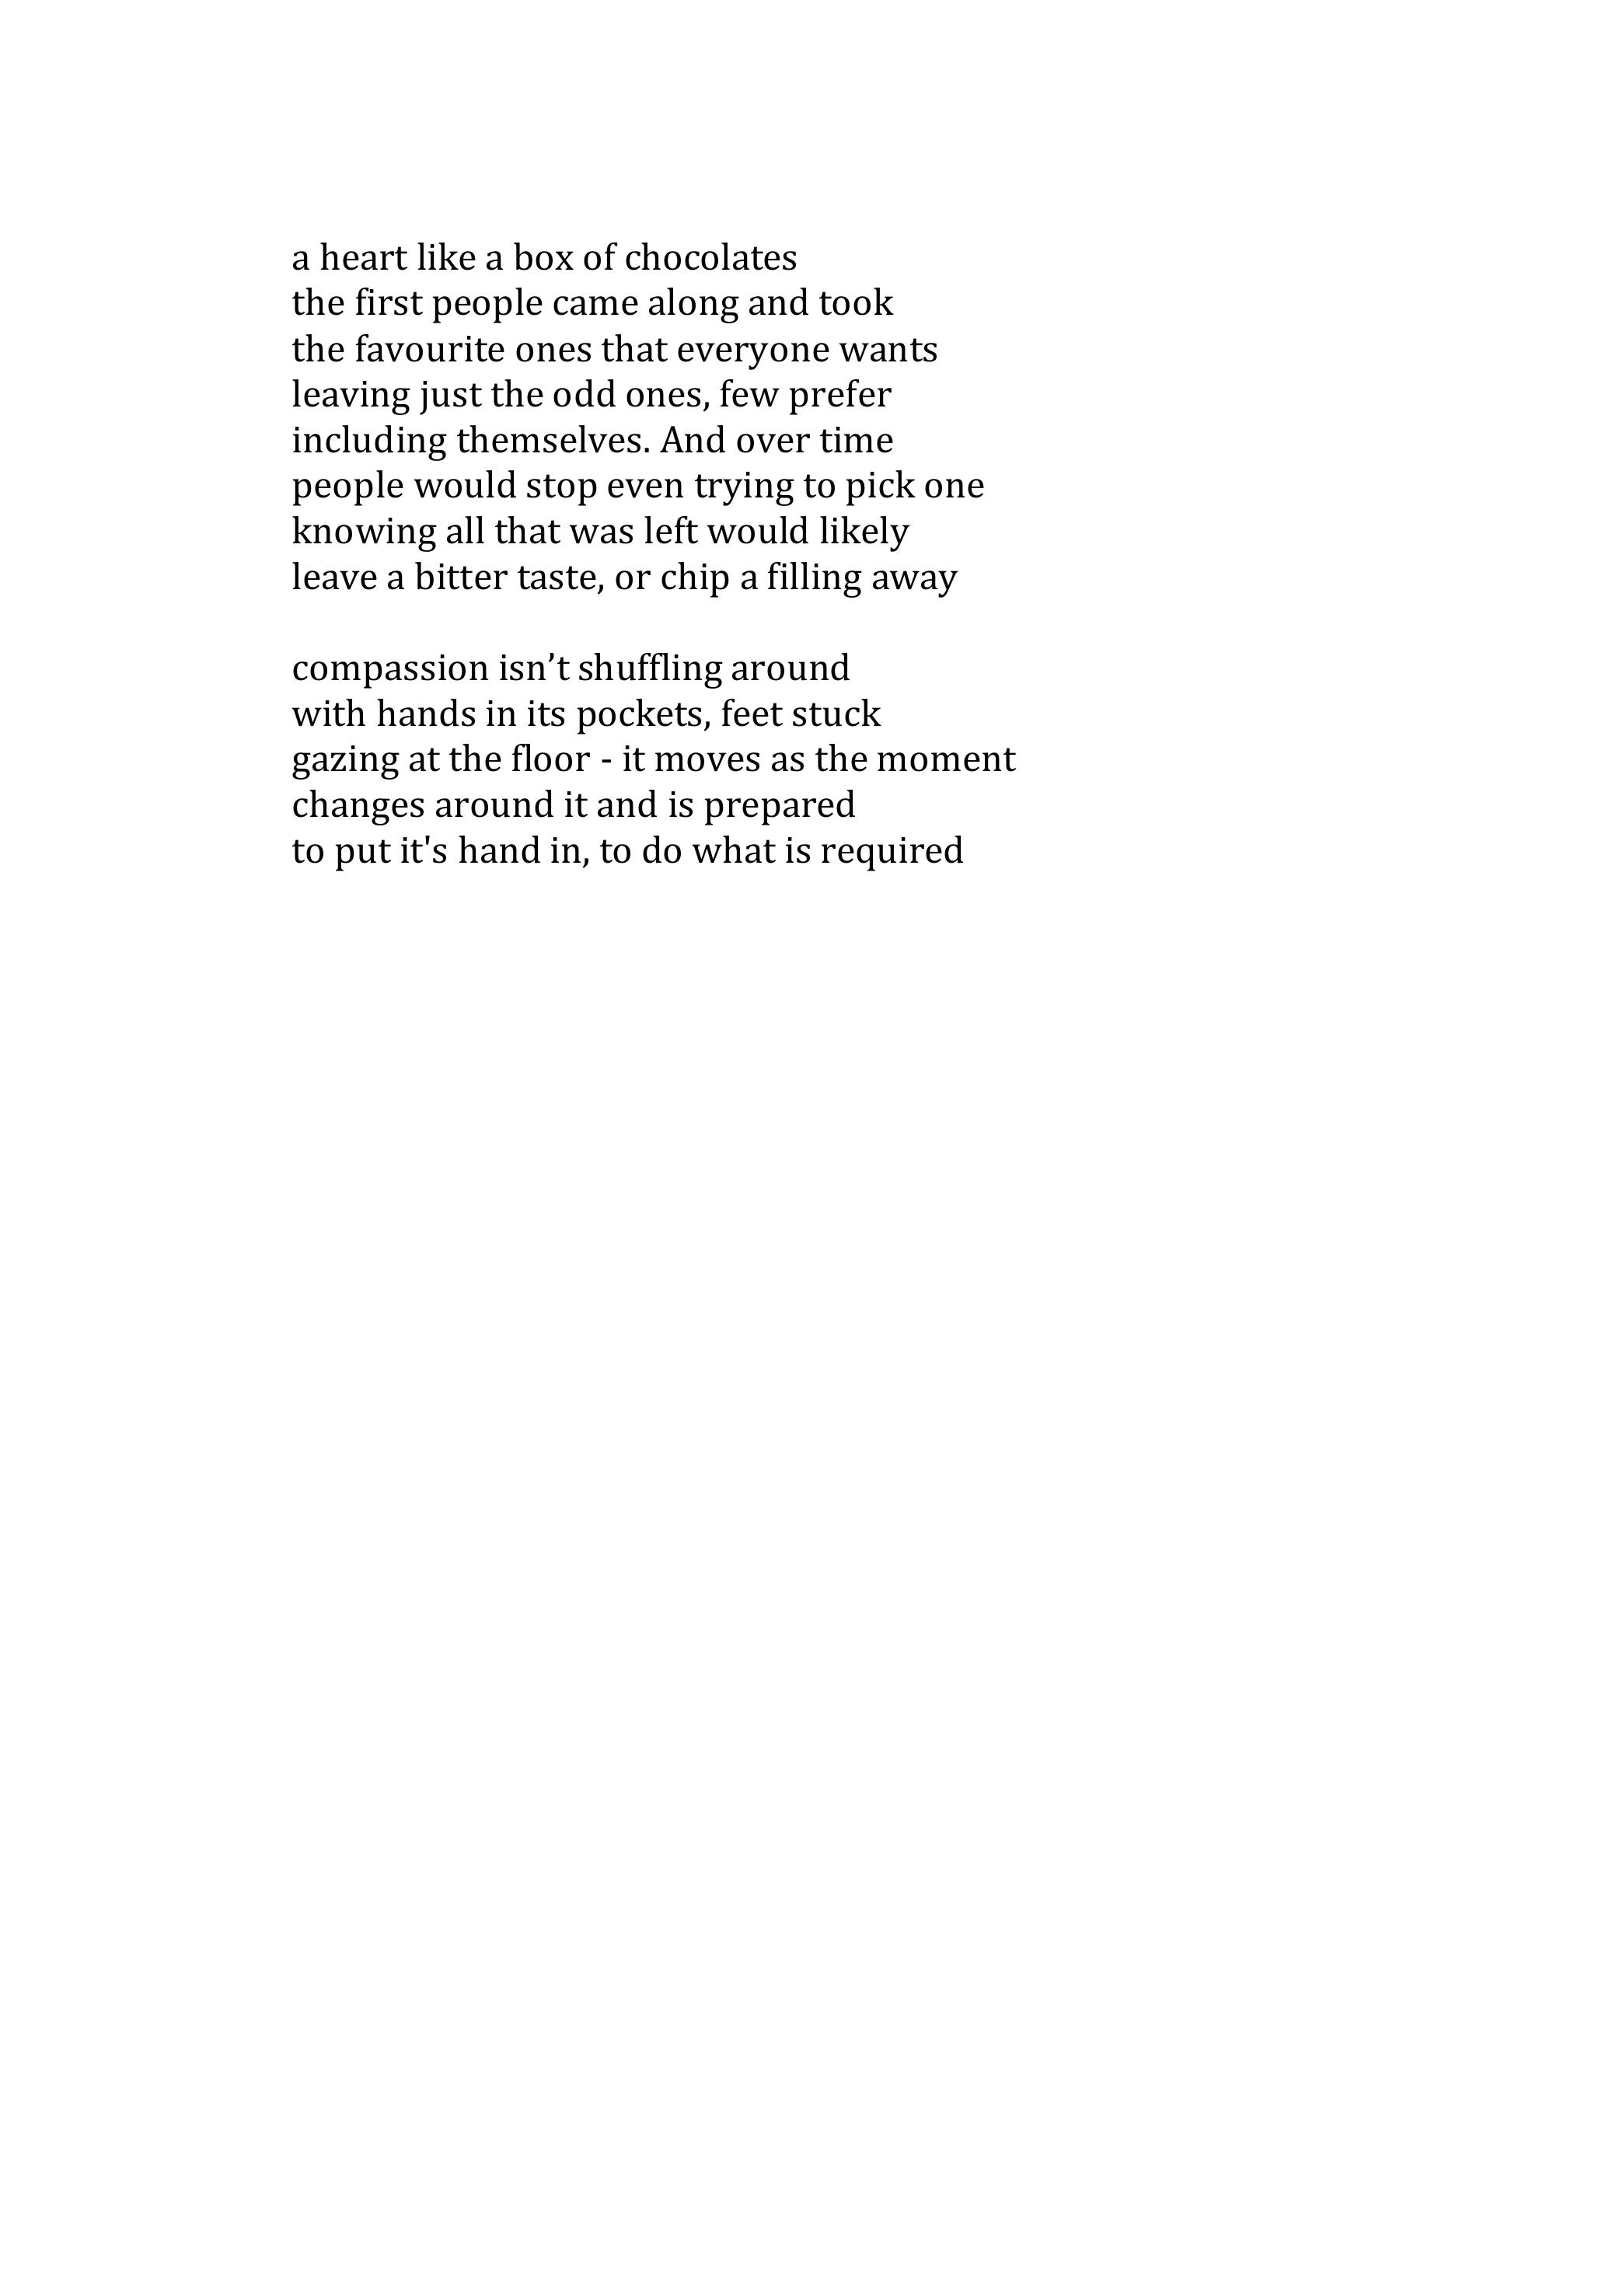 a heart like a box of chocolates
the first people came along and took
the favourite ones that everyone wants
leaving just the odd ones, few prefer
including themselves. And over time
people would stop even trying to pick one
knowing all that was left would likely
leave a bitter taste, or chip a filling away

compassion isn’t shuffling around
with hands in its pockets, feet stuck
gazing at the floor - it moves as the moment
changes around it and is prepared
to put it's hand in, to do what is required